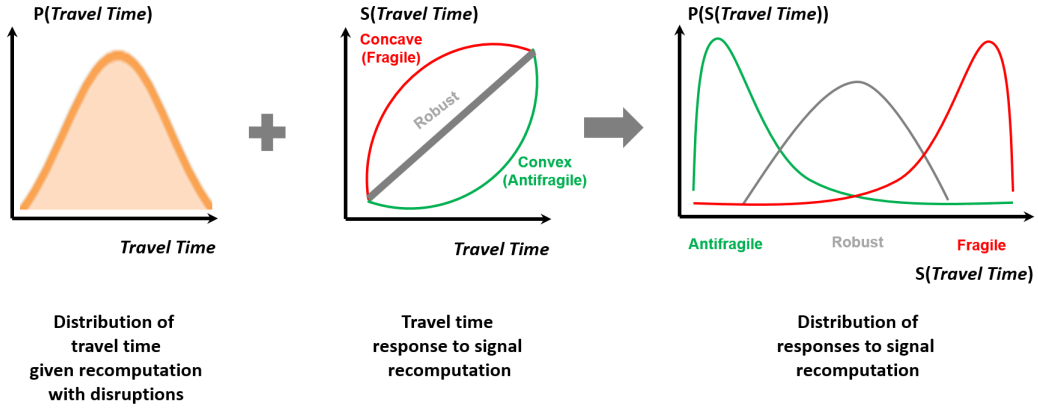 P(Travel Time)
Travel Time
Distribution of
travel time
given recomputation
with disruptions
S(Travel Time)
Concave
(Fragile)
Robust
Convex
(Antifragile)
Travel Time
Travel time
response to signal
recomputation
P(S(Travel Time))
Antifragile
Robust
Fragile
S(Travel Time)
Distribution of
responses to signal
recomputation